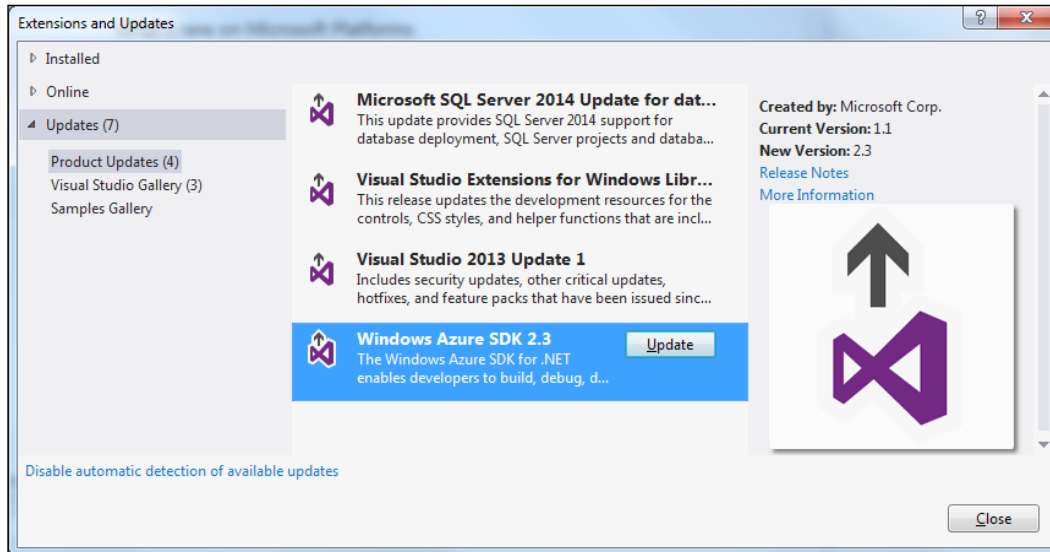 Extensions and Updates
Installed
Online
Updates (7)
Product Updates (4)
Visual Studio Gallery (3)
Samples Gallery
Microsoft SQL Server 2014 Update for dat...
This update provides SQL Server 2014 support for
database deployment, SQL Server projects and databa...
Visual Studio Extensions for Windows Libr...
This release updates the development resources for the
controls, CSS styles, and helper functions that are incl...
Visual Studio 2013 Update 1
Includes security updates, other critical updates,
hotfixes, and feature packs that have been issued sinc...
Windows Azure SDK 2.3
Update
The Windows Azure SDK for .NET
enables developers to build, debug, d...
Created by: Microsoft Corp.
Current Version: 1.1
New Version: 2.3
Release Notes
More Information
Disable automatic detection of available updates
Close